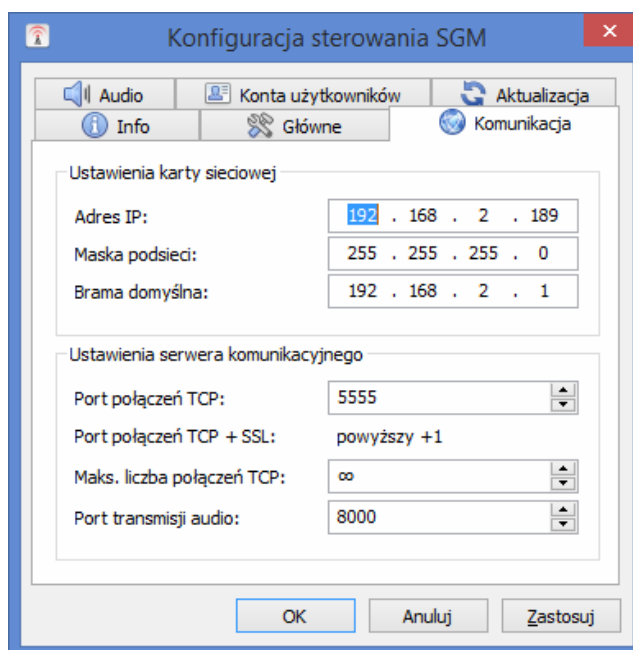 Konfiguracja sterowania SGM
Audio Konta użytkowników Aktualizacja
Info Główne Komunikacja
Ustawienia karty sieciowej
Adres IP: 192 . 168 . 2 . 189
Maska podsieci: 255 . 255 . 255 . 0
Brama domyślna: 192 . 168 . 2 . 1
Ustawienia serwera komunikacyjnego
Port połączeń TCP: 5555
Port połączeń TCP + SSL: powyższy +1
Maks. liczba połączeń TCP: ∞
Port transmisji audio: 8000
OK Anuluj Zastosuj